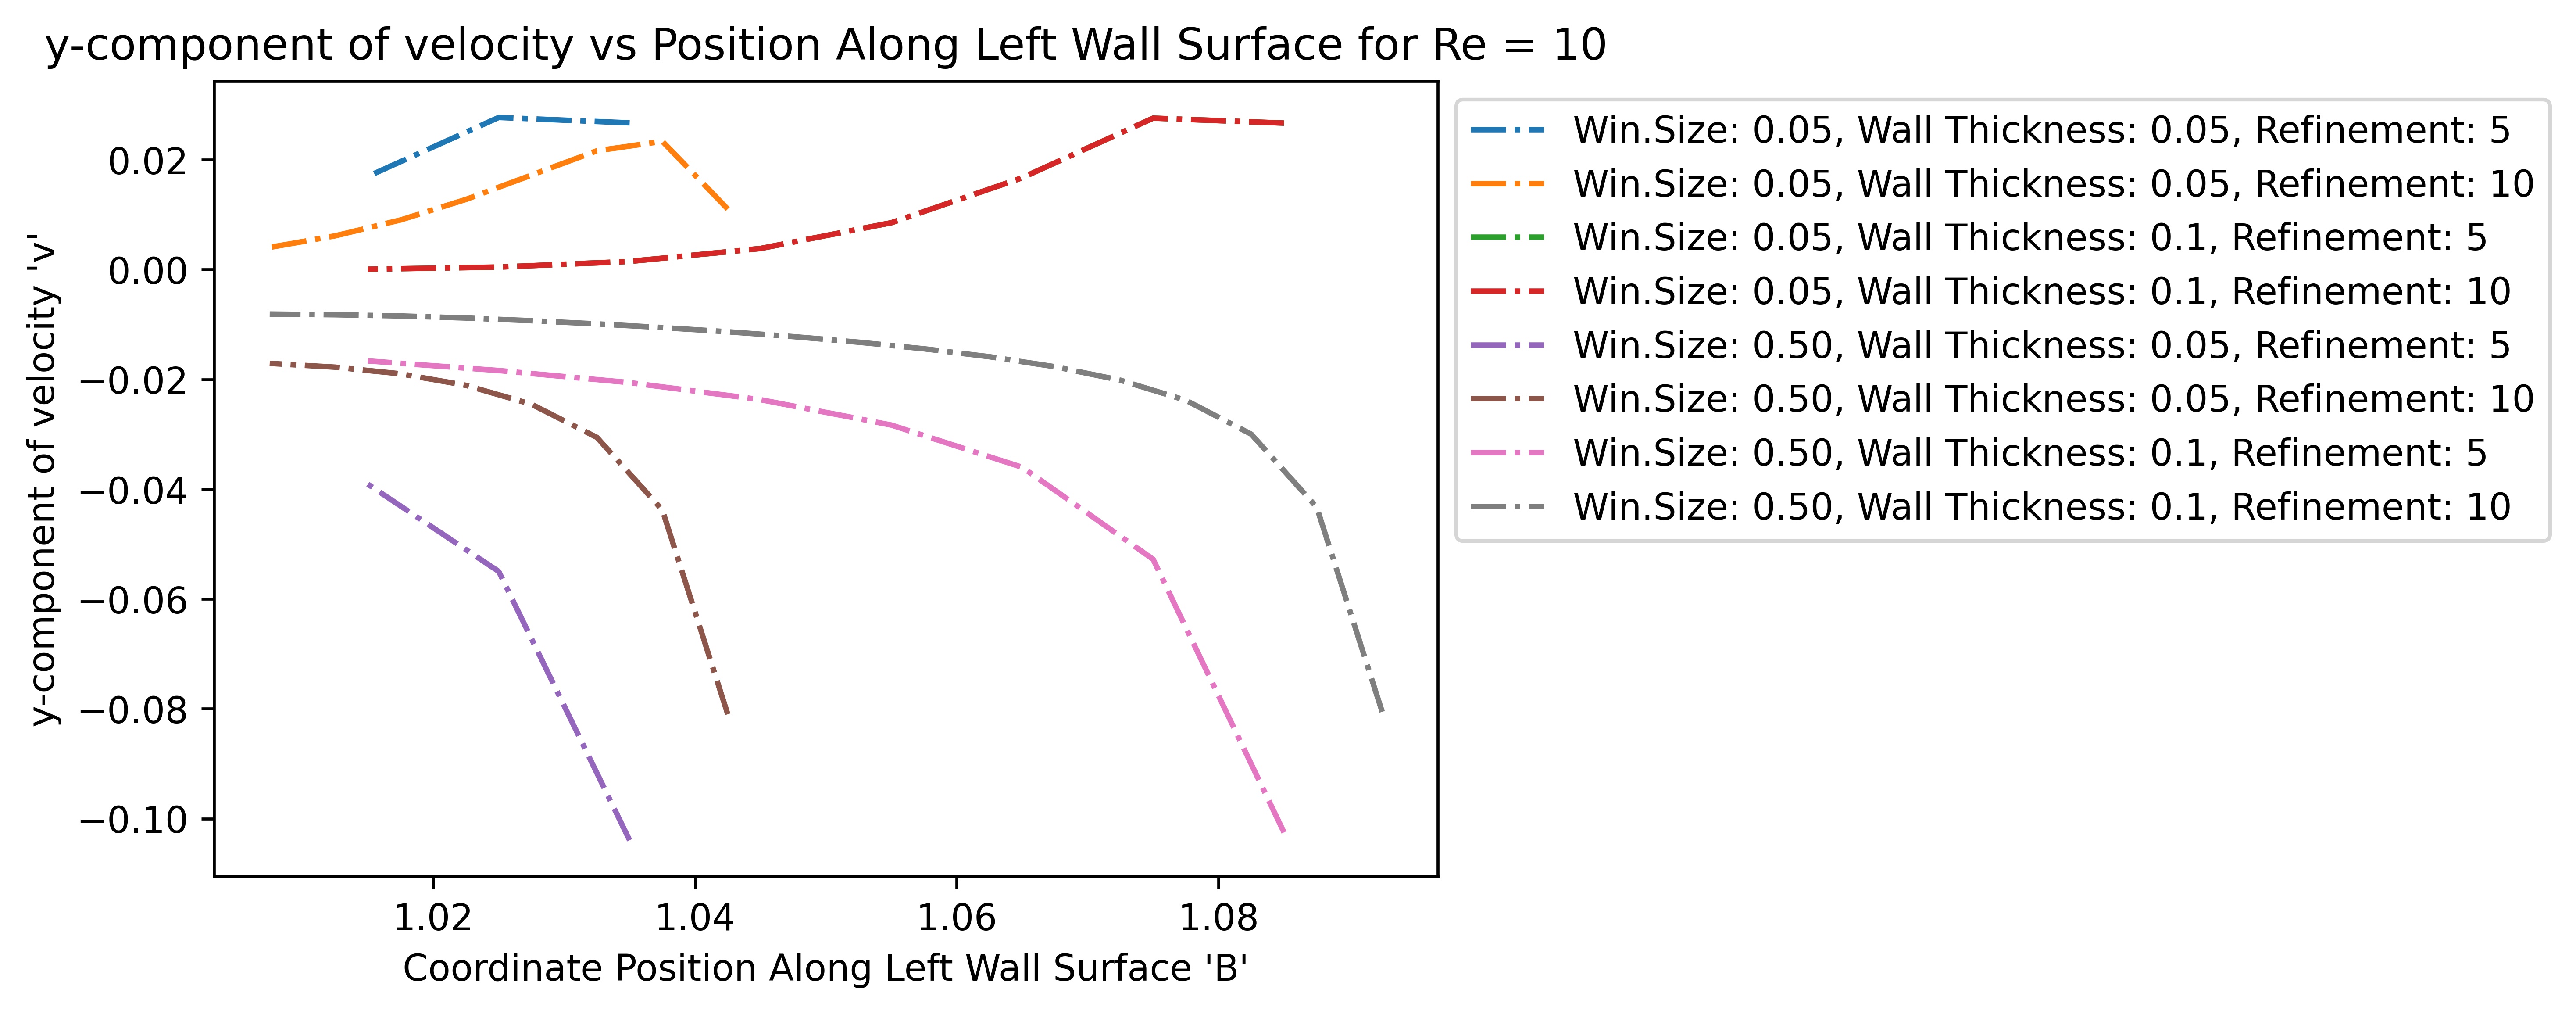 y-component of velocity vs Position Along Left Wall Surface for Re = 10
y-component of velocity 'v'
0.02
0.00
−0.02
−0.04
−0.06
−0.08
−0.10
1.02 1.04 1.06 1.08
Coordinate Position Along Left Wall Surface 'B'
Win.Size: 0.05, Wall Thickness: 0.05, Refinement: 5
Win.Size: 0.05, Wall Thickness: 0.05, Refinement: 10
Win.Size: 0.05, Wall Thickness: 0.1, Refinement: 5
Win.Size: 0.05, Wall Thickness: 0.1, Refinement: 10
Win.Size: 0.50, Wall Thickness: 0.05, Refinement: 5
Win.Size: 0.50, Wall Thickness: 0.05, Refinement: 10
Win.Size: 0.50, Wall Thickness: 0.1, Refinement: 5
Win.Size: 0.50, Wall Thickness: 0.1, Refinement: 10